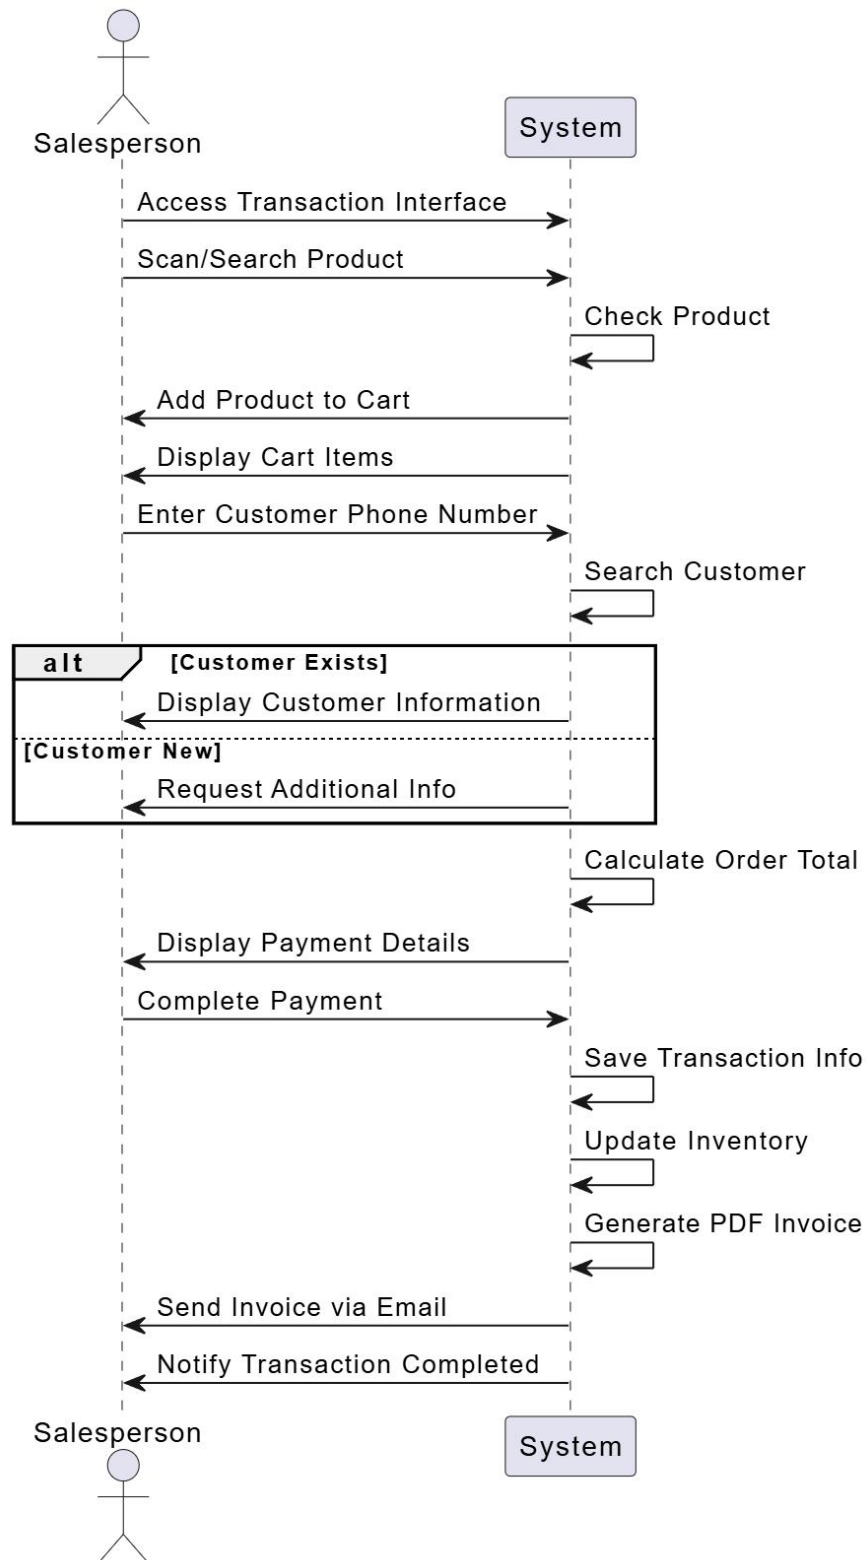 Salesperson
System
Access Transaction Interface
Scan/Search Product
Check Product
Add Product to Cart
Display Cart Items
Enter Customer Phone Number
Search Customer
alt [Customer Exists]
Display Customer Information
[Customer New]
Request Additional Info
Calculate Order Total
Display Payment Details
Complete Payment
Save Transaction Info
Update Inventory
Generate PDF Invoice
Send Invoice via Email
Notify Transaction Completed
Salesperson
System